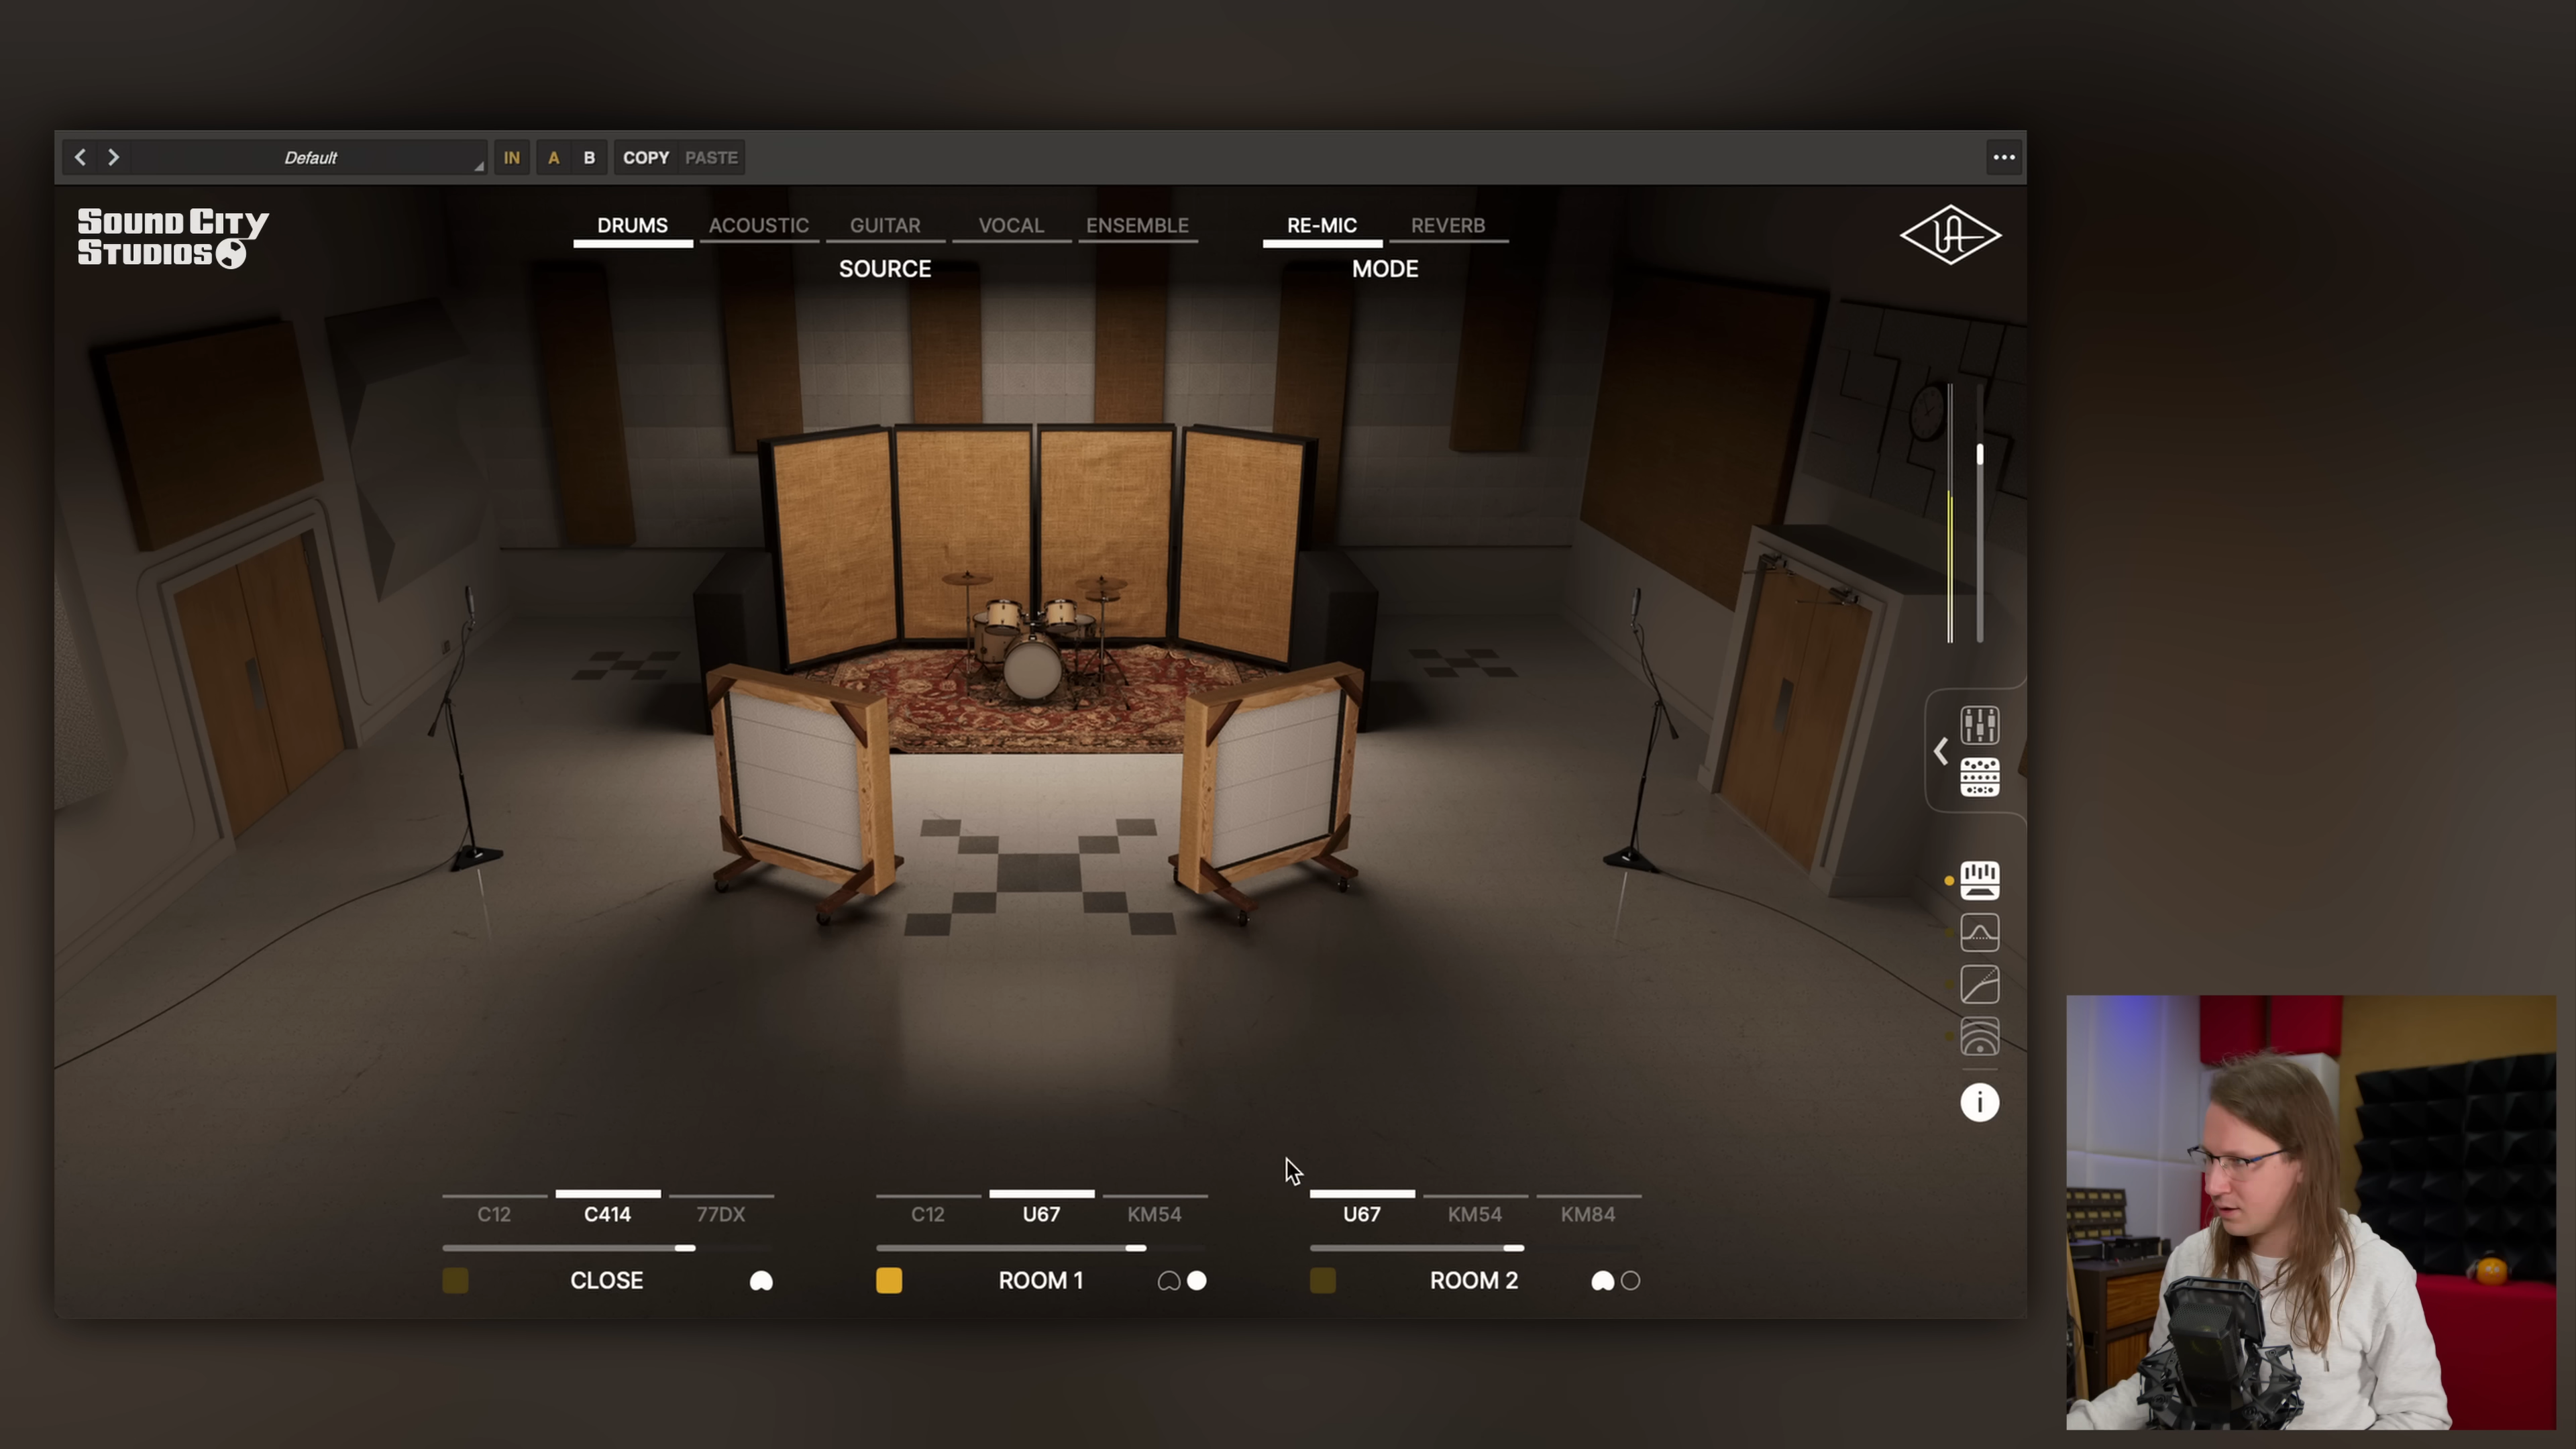 Default
IN
A
B
COPY
PASTE
SOUND CITY
STUDIOS
DRUMS
ACOUSTIC
GUITAR
VOCAL
ENSEMBLE
SOURCE
RE-MIC
REVERB
MODE
UA
i
C12
C414
77DX
CLOSE
C12
U67
KM54
ROOM 1
U67
KM54
KM84
ROOM 2